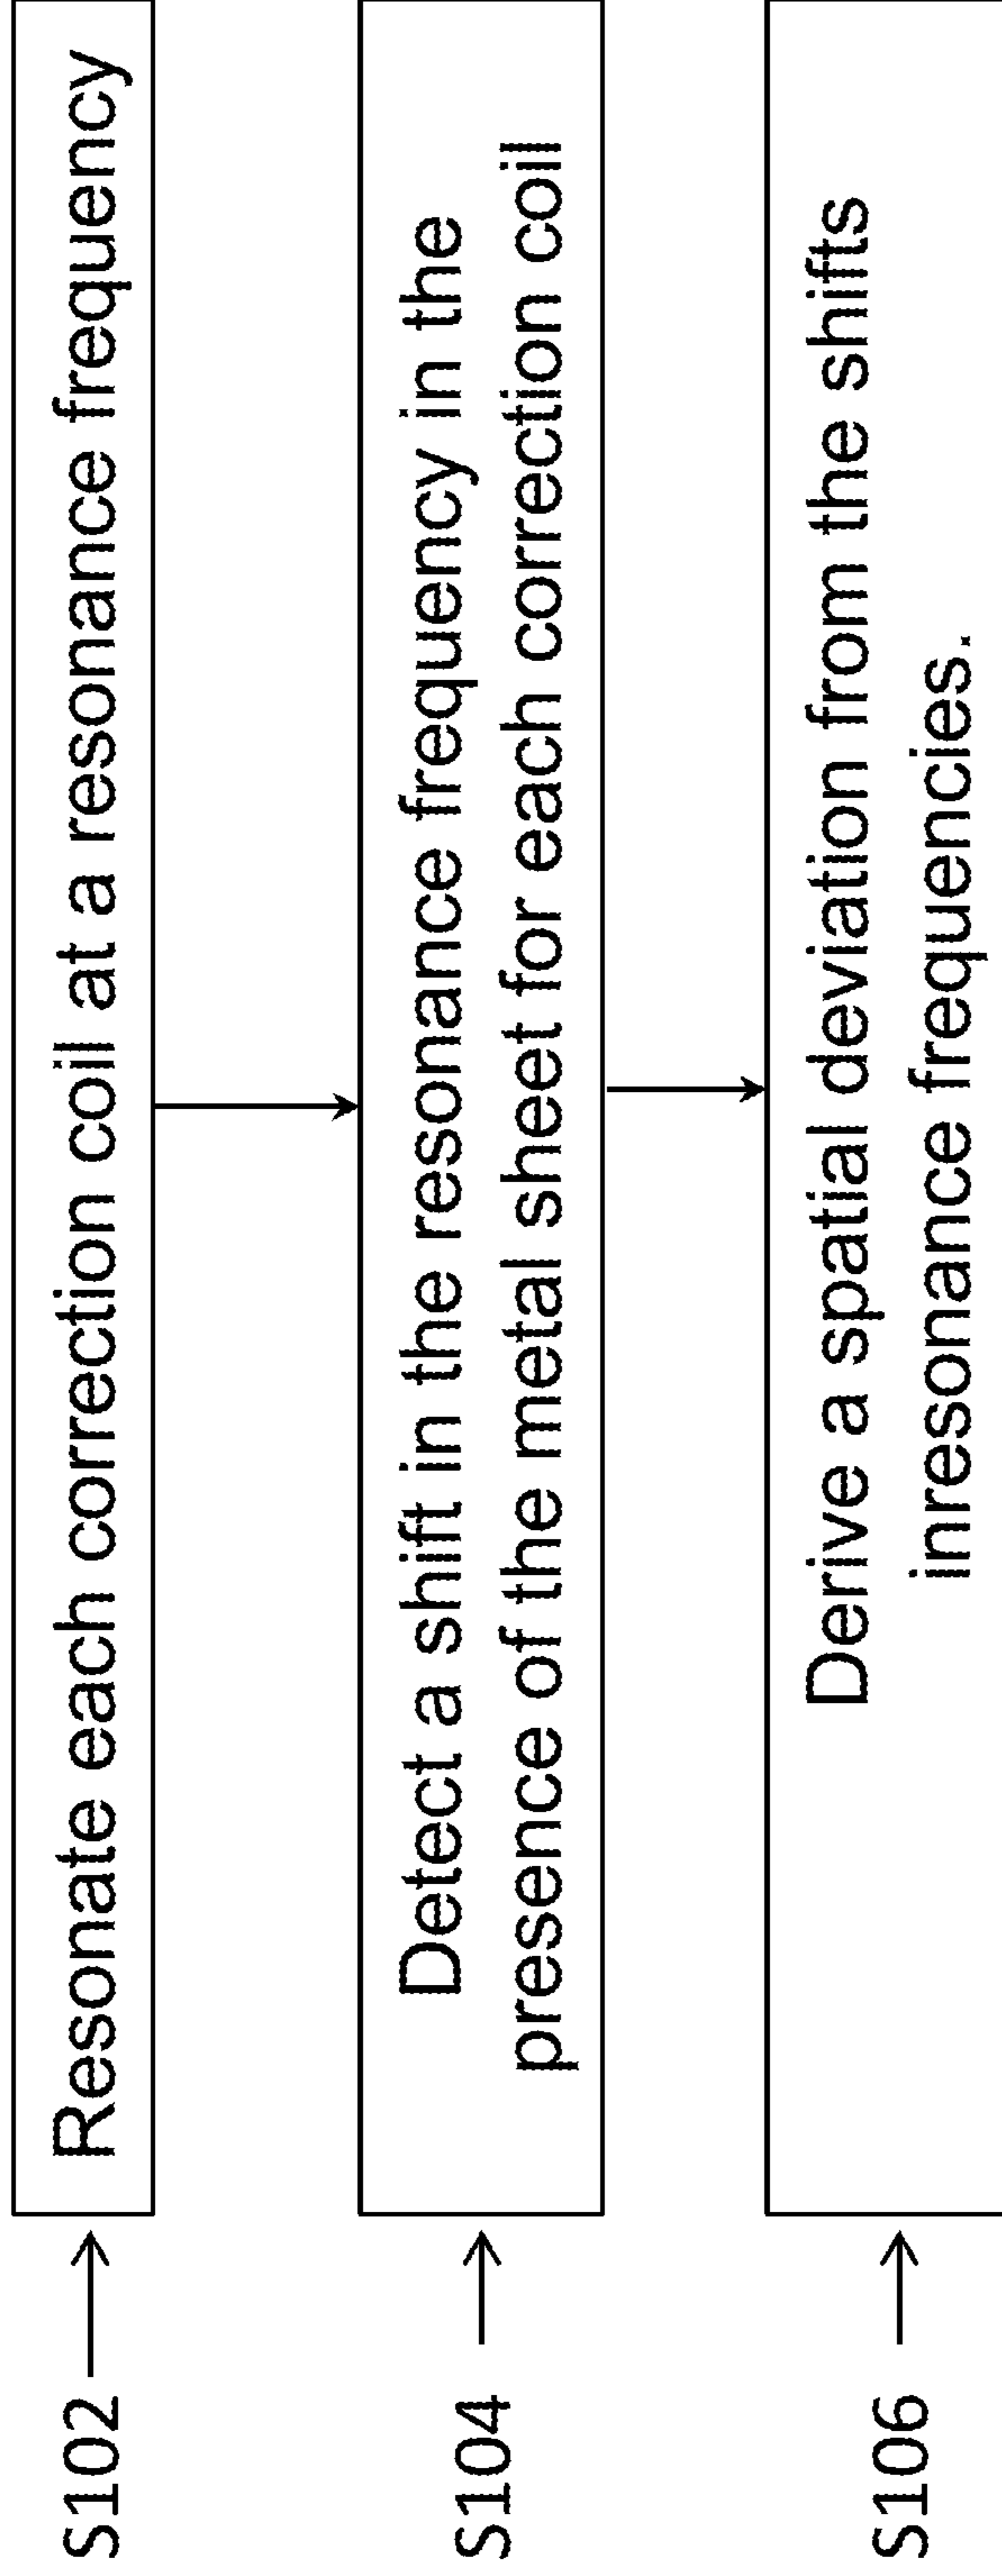 S102
Resonate each correction coil at a resonance frequency
S104
Detect a shift in the resonance frequency in the
presence of the metal sheet for each correction coil
S106
Derive a spatial deviation from the shifts
inresonance frequencies.